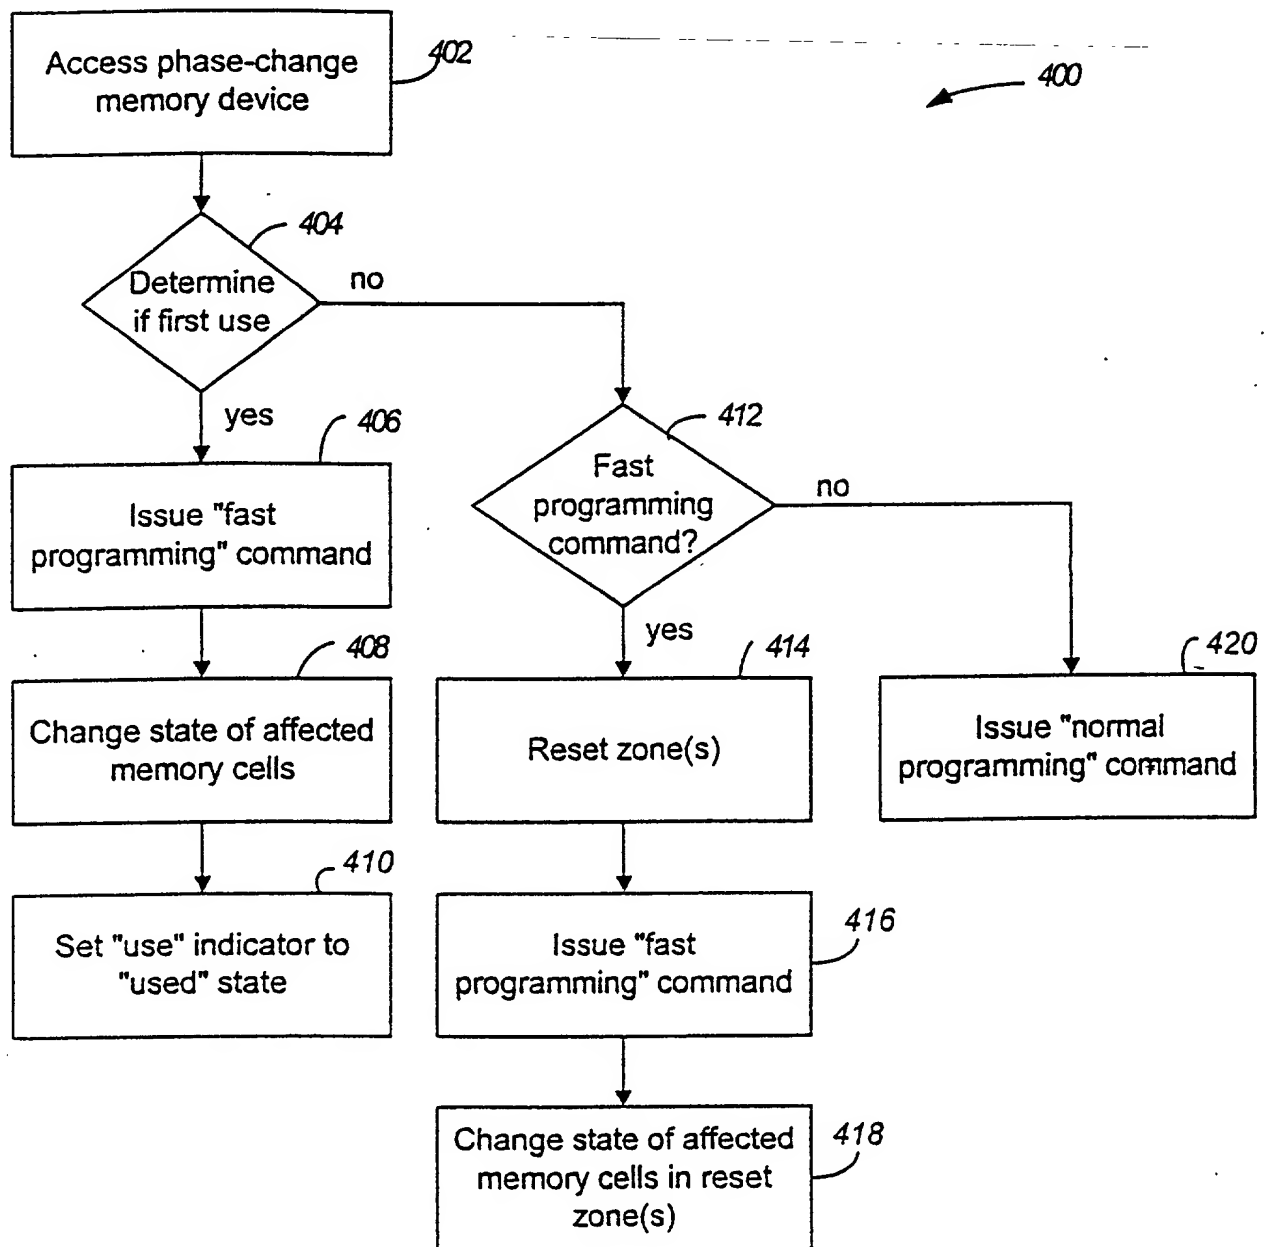 Access phase-change
memory device
402
400
404
Determine
if first use
no
yes
406
412
Fast
programming
command?
no
Issue "fast
programming" command
yes
408
414
420
Change state of affected
memory cells
Reset zone(s)
Issue "normal
programming" command
410
Set "use" indicator to
"used" state
Issue "fast
programming" command
416
Change state of affected
memory cells in reset
zone(s)
418